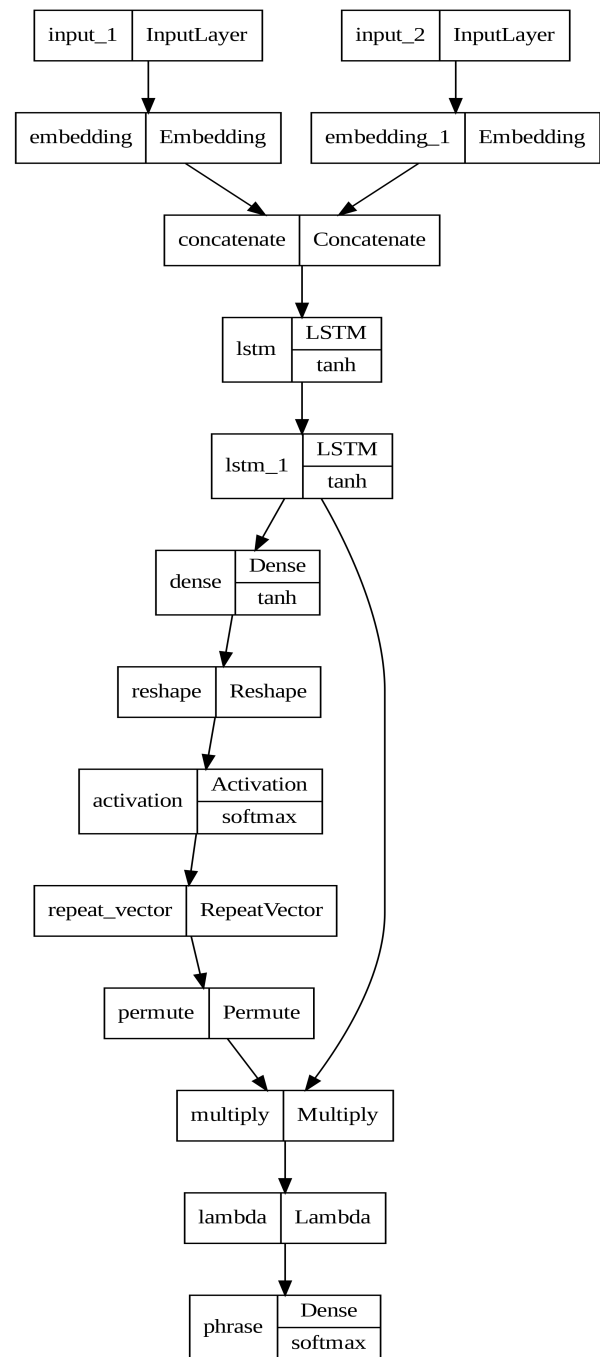 input_1 InputLayer
input_2 InputLayer
embedding Embedding
embedding_1 Embedding
concatenate Concatenate
lstm LSTM
tanh
lstm_1 LSTM
tanh
dense Dense
tanh
reshape Reshape
activation Activation
softmax
repeat_vector RepeatVector
permute Permute
multiply Multiply
lambda Lambda
phrase Dense
softmax